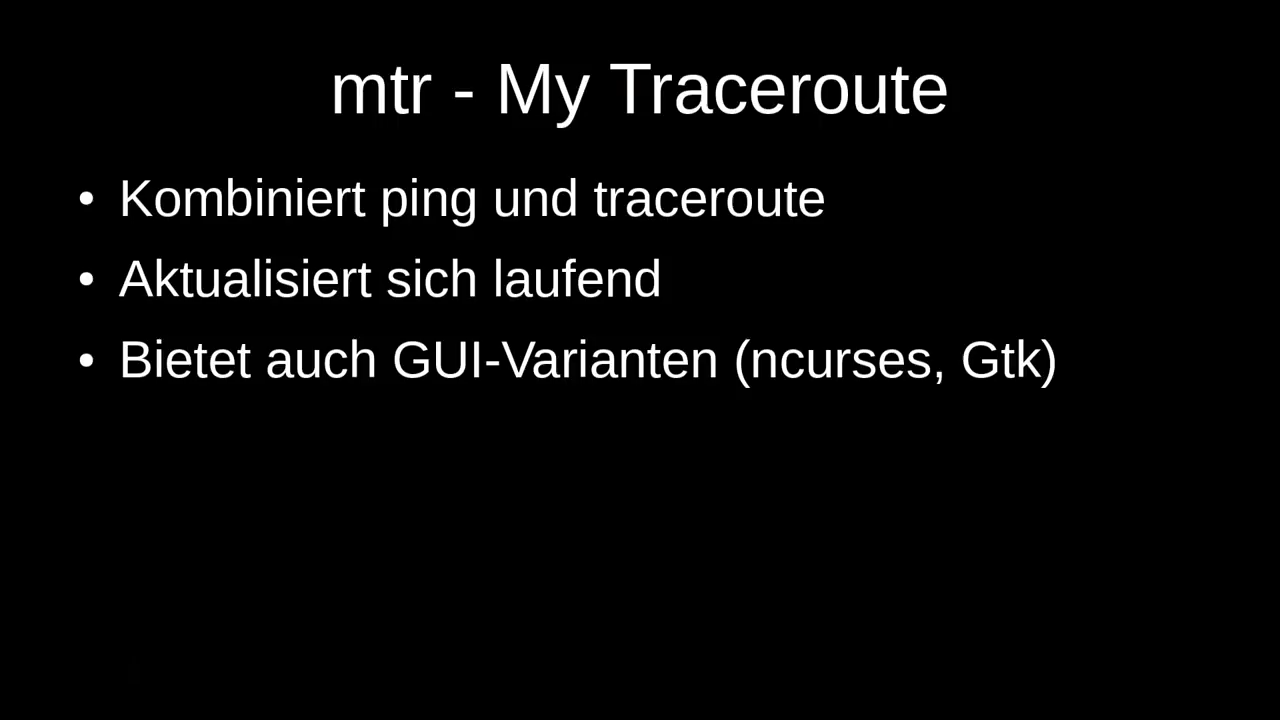 mtr - My Traceroute
• Kombiniert ping und traceroute
• Aktualisiert sich laufend
• Bietet auch GUI-Varianten (ncurses, Gtk)